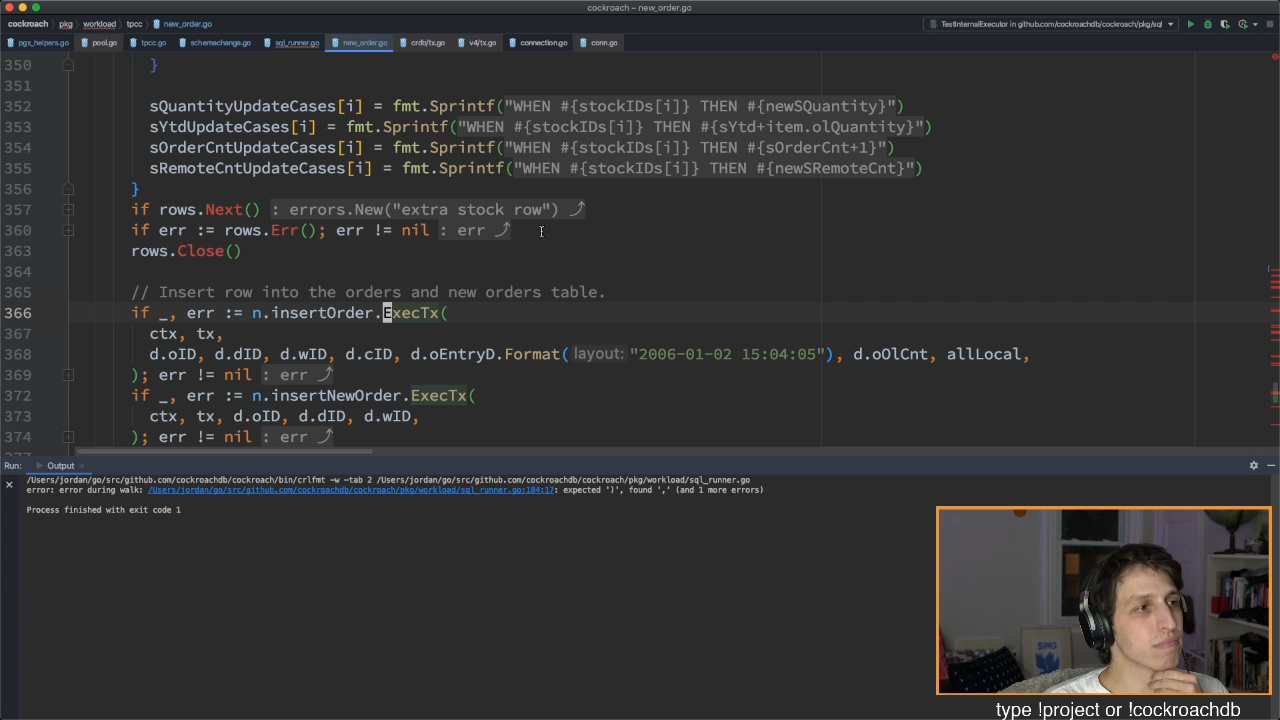 cockroach – new_order.go
cockroach pkg workload tpcc new_order.go
TestInternalExecutor in github.com/cockroachdb/cockroach/pkg/sql
pgx_helpers.go pool.go tpcc.go schemachange.go sql_runner.go new_order.go crdb/tx.go v4/tx.go connection.go conn.go
350 }
351
352 sQuantityUpdateCases[i] = fmt.Sprintf("WHEN #{stockIDs[i]} THEN #{newSQuantity}")
353 sYtdUpdateCases[i] = fmt.Sprintf("WHEN #{stockIDs[i]} THEN #{sYtd+item.olQuantity}")
354 sOrderCntUpdateCases[i] = fmt.Sprintf("WHEN #{stockIDs[i]} THEN #{sOrderCnt+1}")
355 sRemoteCntUpdateCases[i] = fmt.Sprintf("WHEN #{stockIDs[i]} THEN #{newSRemoteCnt}")
356 }
357 if rows.Next() : errors.New("extra stock row")
360 if err := rows.Err(); err != nil : err
363 rows.Close()
364
365 // Insert row into the orders and new orders table.
366 if _, err := n.insertOrder.ExecTx(
367 ctx, tx,
368 d.oID, d.dID, d.wID, d.cID, d.oEntryD.Format( layout: "2006-01-02 15:04:05"), d.oOlCnt, allLocal,
369 ); err != nil : err
372 if _, err := n.insertNewOrder.ExecTx(
373 ctx, tx, d.oID, d.dID, d.wID,
374 ); err != nil : err
Run: Output
/Users/jordan/go/src/github.com/cockroachdb/cockroach/bin/crlfmt -w -tab 2 /Users/jordan/go/src/github.com/cockroachdb/cockroach/pkg/workload/sql_runner.go
error: error during walk: /Users/jordan/go/src/github.com/cockroachdb/cockroach/pkg/workload/sql_runner.go:184:17: expected ')', found ',' (and 1 more errors)
Process finished with exit code 1
SING
type !project or !cockroachdb